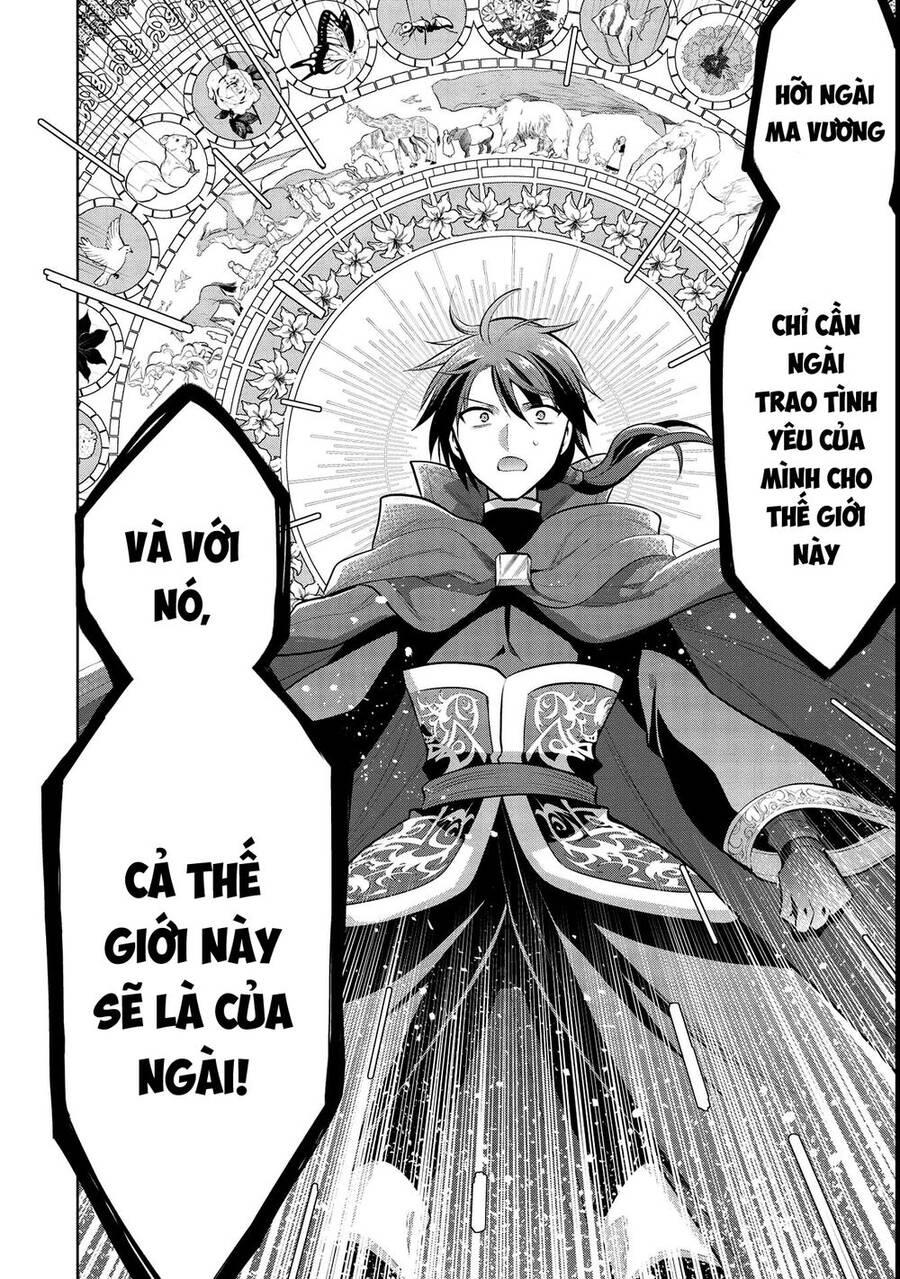 HỠI NGÀI
MA VƯƠNG
CHỈ CẦN
NGÀI
TRAO TÌNH
YÊU CỦA
MÌNH CHO
THẾ GIỚI
NÀY
VÀ VỚI
NÓ,
CẢ THẾ
GIỚI NÀY
SẼ LÀ CỦA
NGÀI!